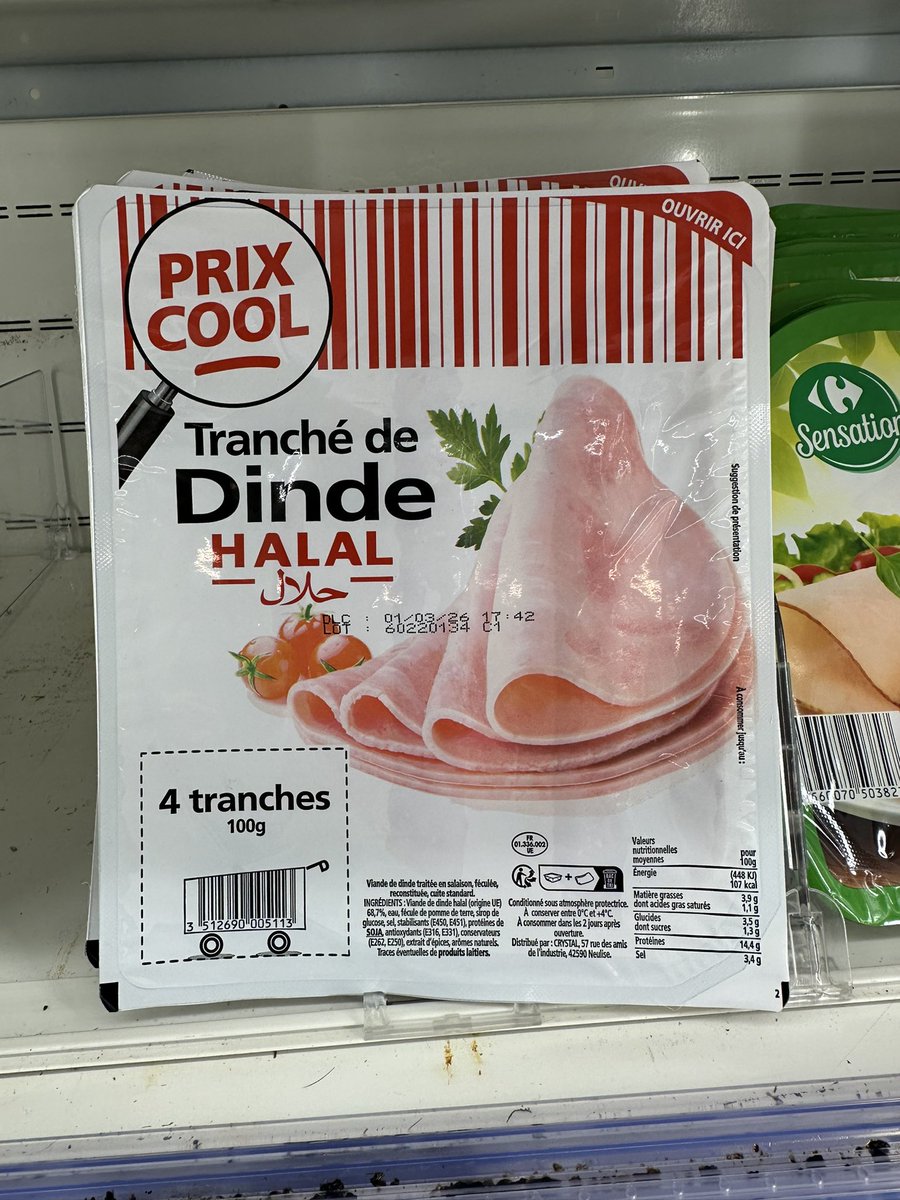 OUVRIR ICI
PRIX
COOL
Tranché de
Dinde
HALAL
حلال
DLC : 01/03/26 17:42
LOT : 60220134 C1
Suggestion de présentation
À consommer jusqu'au :
4 tranches
100g
3 512690 005113
Viande de dinde traitée en salaison, féculée,
reconstituée, cuite standard.
INGRÉDIENTS : Viande de dinde halal (origine UE)
68,7%, eau, fécule de pomme de terre, sirop de
glucose, sel, stabilisants (E450, E451), protéines de
SOJA, antioxydants (E316, E331), conservateurs
(E262, E250), extrait d'épices, arômes naturels.
Traces éventuelles de produits laitiers.
FR
01.336.002
UE
Conditionné sous atmosphère protectrice.
À conserver entre 0°C et +4°C.
À consommer dans les 2 jours après
ouverture.
Distribué par : CRYSTAL, 57 rue des amis
de l'industrie, 42590 Neulise.
Valeurs
nutritionnelles
moyennes pour
100g
Énergie (448 KJ)
107 kcal
Matière grasses 3,9 g
dont acides gras saturés 1,1 g
Glucides 3,5 g
dont sucres 1,3 g
Protéines 14,4 g
Sel 3,4 g
2
Sensation